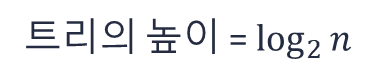 트리의 높이 = log₂ n